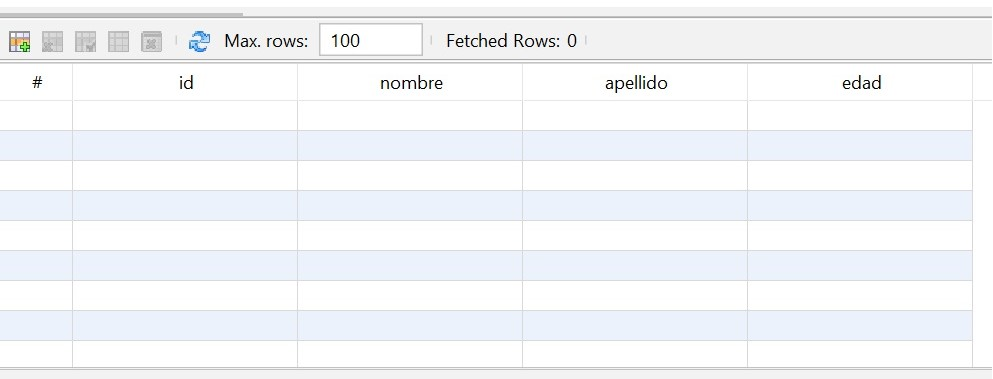 Max. rows: 100 Fetched Rows: 0
# id nombre apellido edad